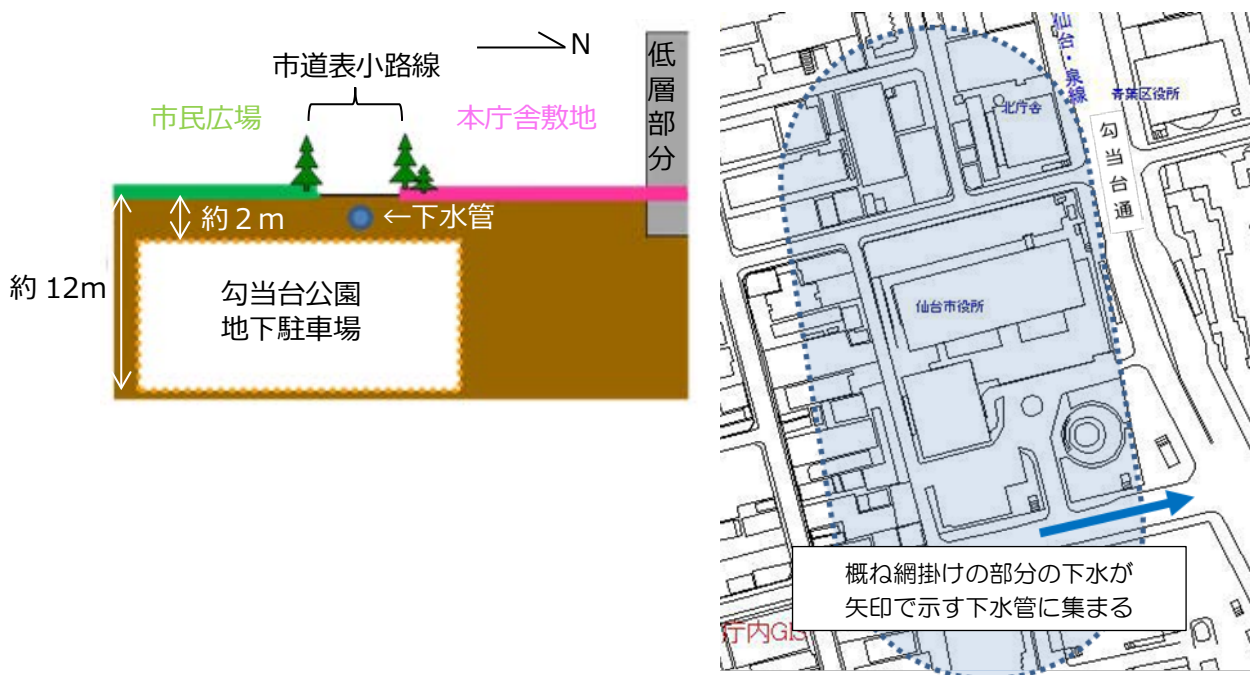 N
市道表小路線
市民広場
本庁舎敷地
低層部分
約２ｍ
←下水管
約 12m
勾当台公園
地下駐車場
仙台・泉線
青葉区役所
北庁舎
勾当台通
仙台市役所
概ね網掛けの部分の下水が
矢印で示す下水管に集まる
庁内GIS